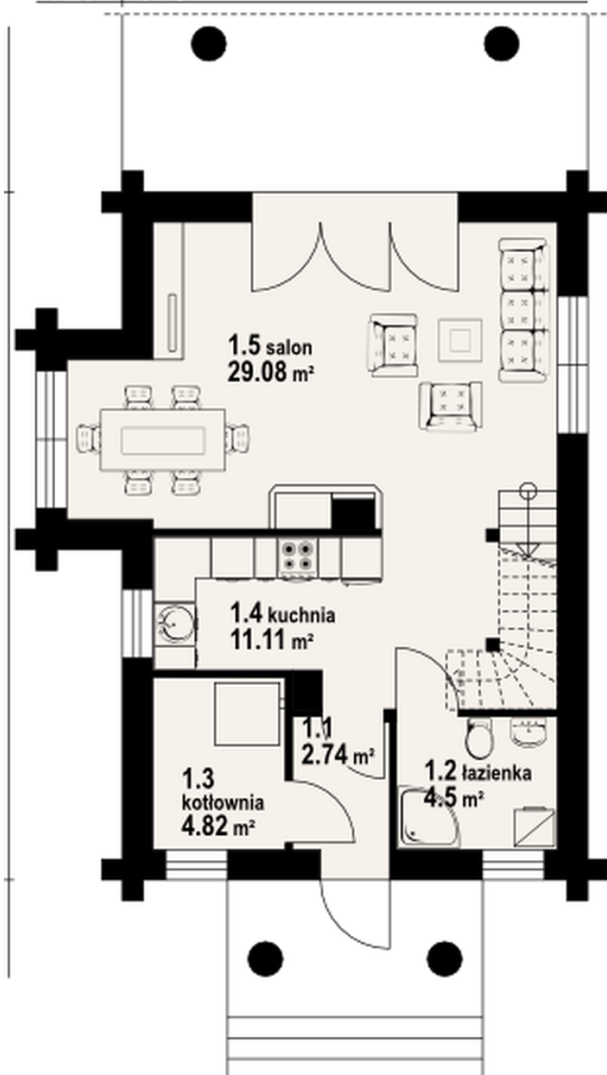 1.5 salon
29.08 m²
1.4 kuchnia
11.11 m²
1.1
2.74 m²
1.3
kotłownia
4.82 m²
1.2 łazienka
4.5 m²